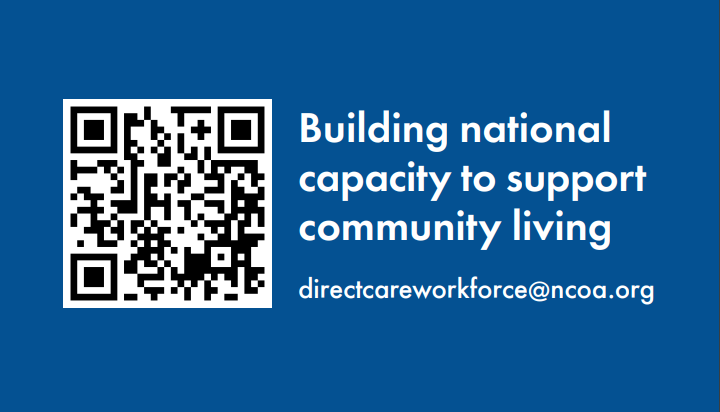 Building national
capacity to support
community living
directcareworkforce@ncoa.org